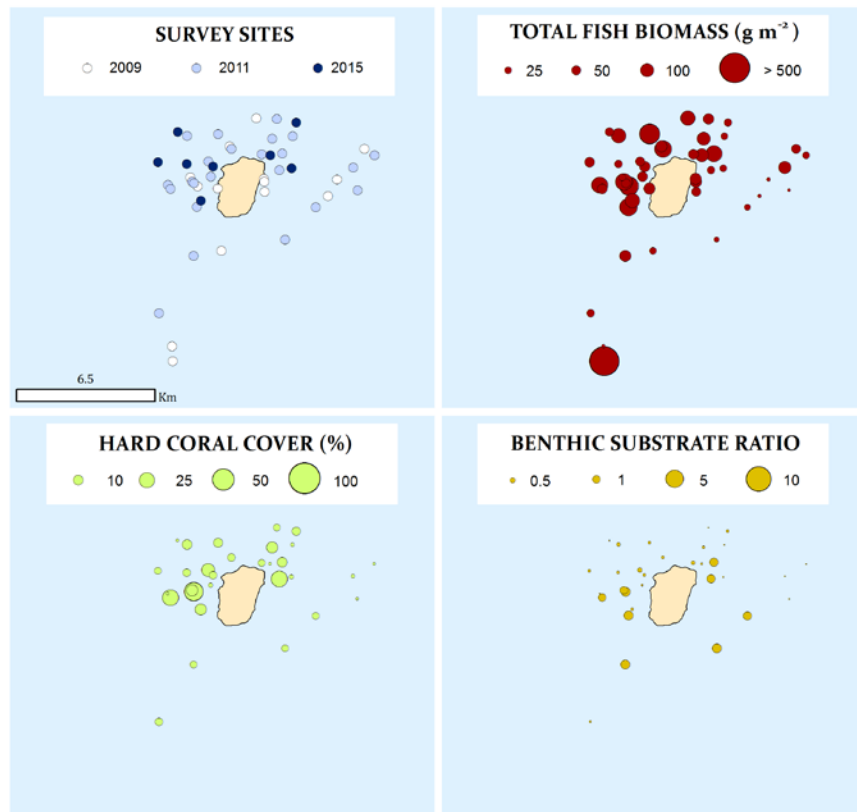 SURVEY SITES
2009 2011 2015
6.5
Km
TOTAL FISH BIOMASS (g m⁻²)
25 50 100 > 500
HARD CORAL COVER (%)
10 25 50 100
BENTHIC SUBSTRATE RATIO
0.5 1 5 10